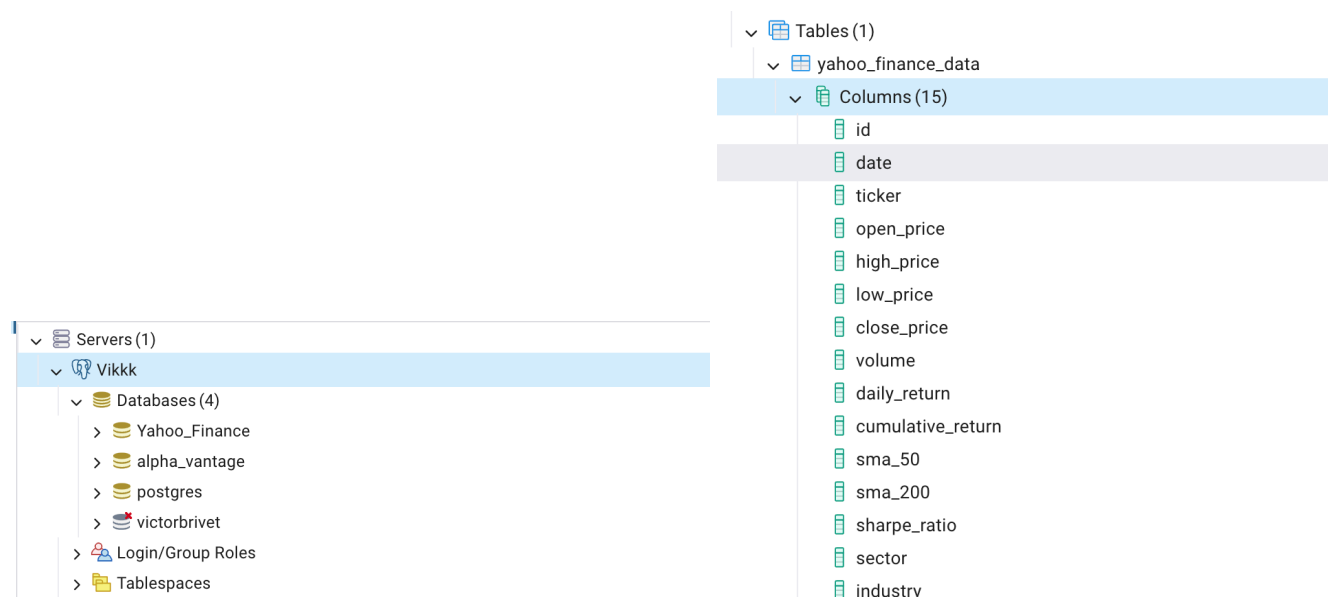 Servers (1)
Vikkk
Databases (4)
Yahoo_Finance
alpha_vantage
postgres
victorbrivet
Login/Group Roles
Tablespaces
Tables (1)
yahoo_finance_data
Columns (15)
id
date
ticker
open_price
high_price
low_price
close_price
volume
daily_return
cumulative_return
sma_50
sma_200
sharpe_ratio
sector
industry